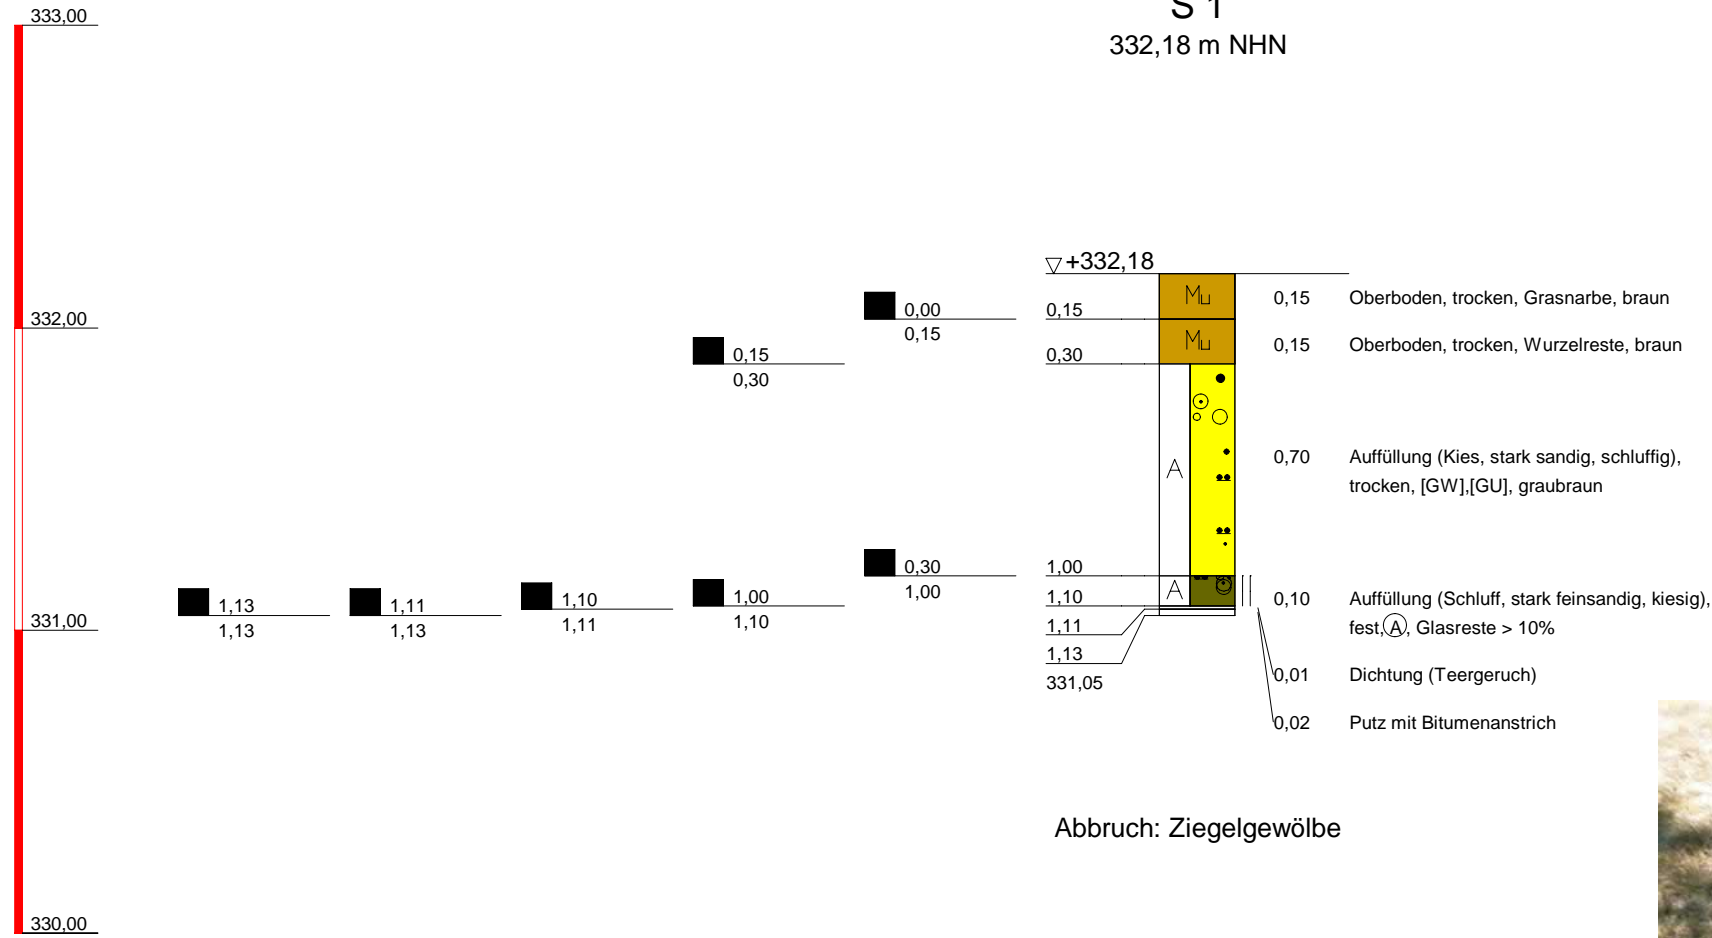 S 1
332,18 m NHN
333,00
+332,18
Mu
0,15 Oberboden, trocken, Grasnarbe, braun
0,00
0,15
0,15
332,00
Mu
0,15 Oberboden, trocken, Wurzelreste, braun
0,15
0,30
0,30
A
0,70 Auffüllung (Kies, stark sandig, schluffig),
trocken, [GW],[GU], graubraun
0,30
1,00
1,00
A
1,13
1,13
1,11
1,13
1,10
1,11
1,00
1,10
1,10
0,10 Auffüllung (Schluff, stark feinsandig, kiesig),
fest,Ⓐ, Glasreste > 10%
331,00
1,11
1,13
331,05
0,01 Dichtung (Teergeruch)
0,02 Putz mit Bitumenanstrich
Abbruch: Ziegelgewölbe
330,00